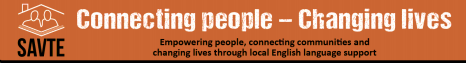 Connecting people – Changing lives
SAVTE
Empowering people, connecting communities and
changing lives through local English language support